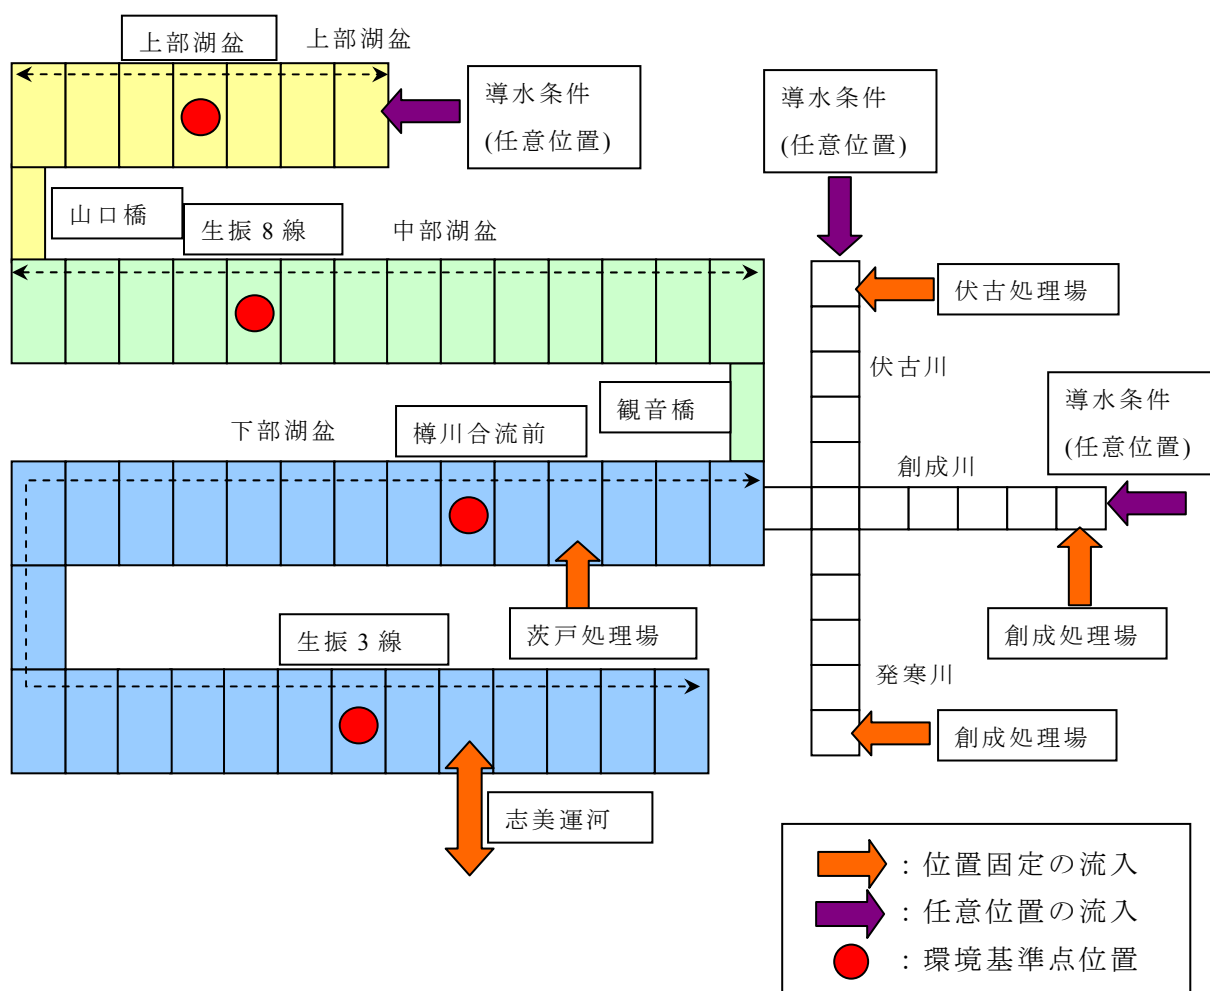 上部湖盆
上部湖盆
導水条件
(任意位置)
導水条件
(任意位置)
山口橋
生振 8 線
中部湖盆
伏古処理場
伏古川
観音橋
導水条件
(任意位置)
下部湖盆
樽川合流前
創成川
生振 3 線
茨戸処理場
創成処理場
発寒川
創成処理場
志美運河
：位置固定の流入
：任意位置の流入
：環境基準点位置